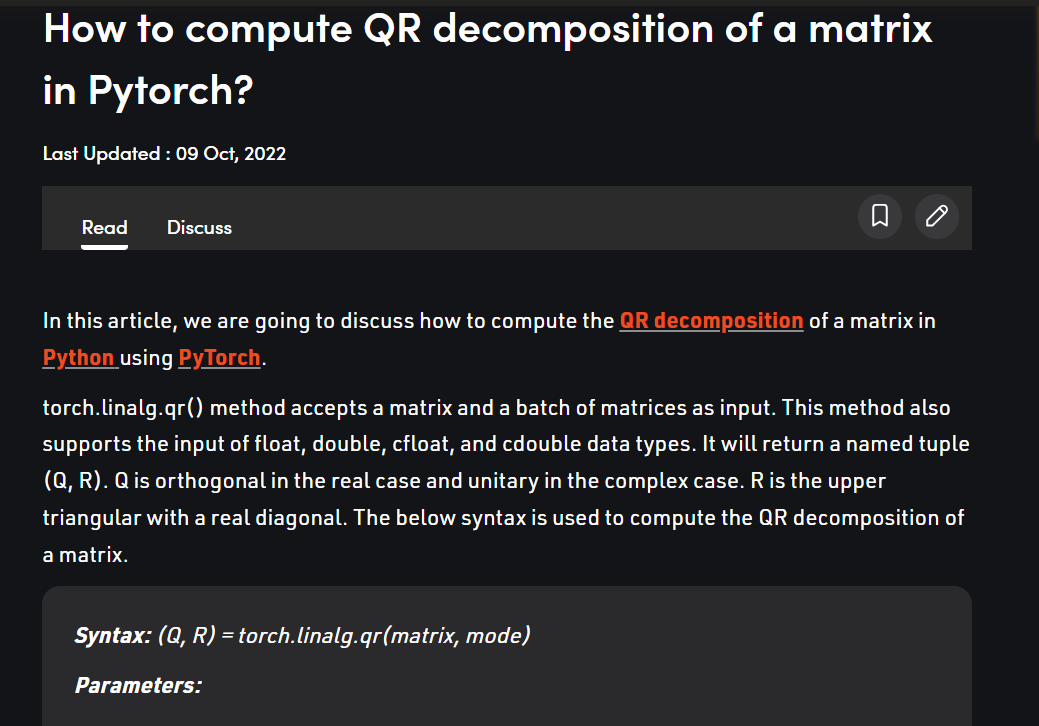 How to compute QR decomposition of a matrix
in Pytorch?
Last Updated : 09 Oct, 2022
Read Discuss
In this article, we are going to discuss how to compute the QR decomposition of a matrix in
Python using PyTorch.
torch.linalg.qr() method accepts a matrix and a batch of matrices as input. This method also
supports the input of float, double, cfloat, and cdouble data types. It will return a named tuple
(Q, R). Q is orthogonal in the real case and unitary in the complex case. R is the upper
triangular with a real diagonal. The below syntax is used to compute the QR decomposition of
a matrix.
Syntax: (Q, R) = torch.linalg.qr(matrix, mode)
Parameters: